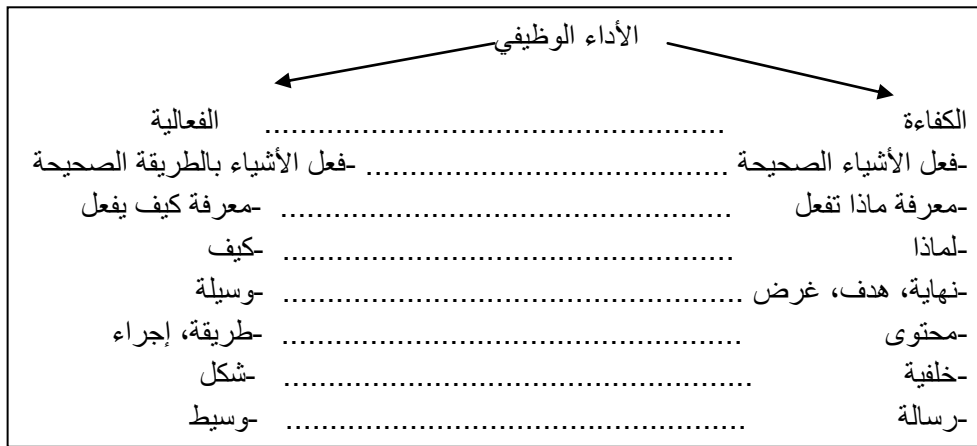 الأداء الوظيفي
الكفاءة ................................................... الفعالية
-فعل الأشياء الصحيحة ........................................ -فعل الأشياء بالطريقة الصحيحة
-معرفة ماذا تفعل .................................................. -معرفة كيف يفعل
-لماذا .................................................. -كيف
-نهاية، هدف، غرض .................................................. -وسيلة
-محتوى .................................................. -طريقة، إجراء
-خلفية .................................................... -شكل
-رسالة .................................................. -وسيط